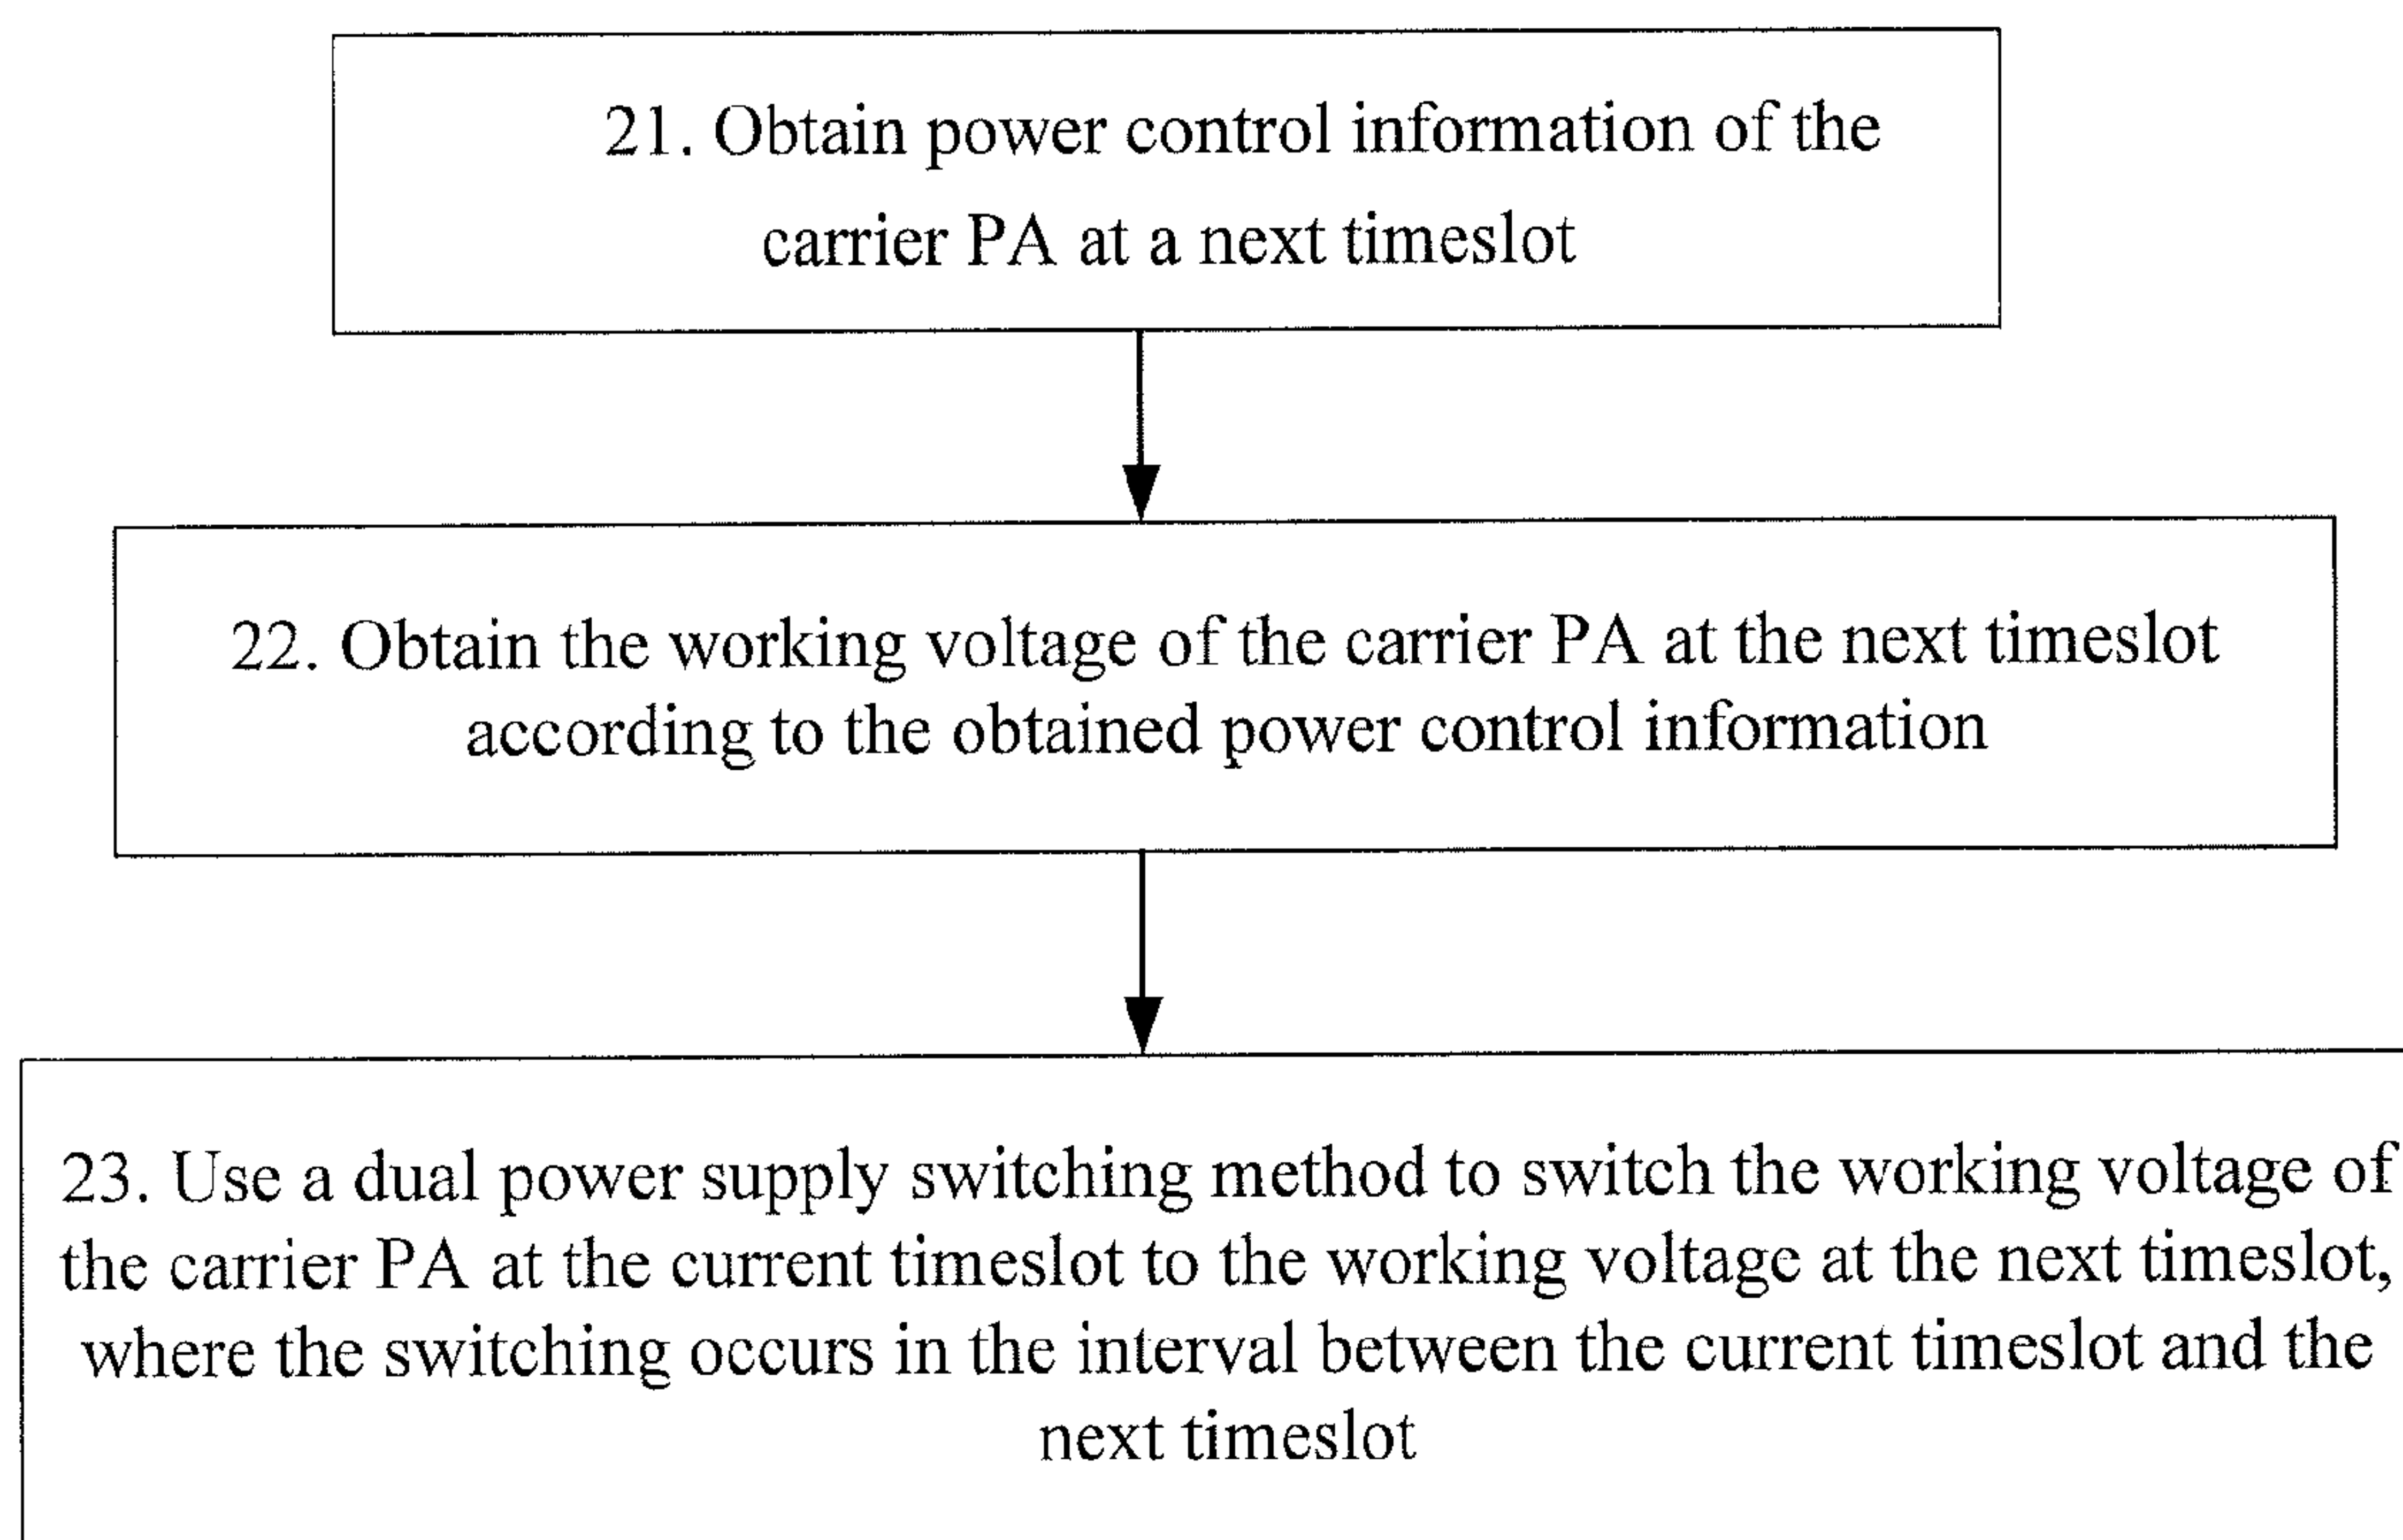 21. Obtain power control information of the
carrier PA at a next timeslot
22. Obtain the working voltage of the carrier PA at the next timeslot
according to the obtained power control information
23. Use a dual power supply switching method to switch the working voltage of
the carrier PA at the current timeslot to the working voltage at the next timeslot,
where the switching occurs in the interval between the current timeslot and the
next timeslot